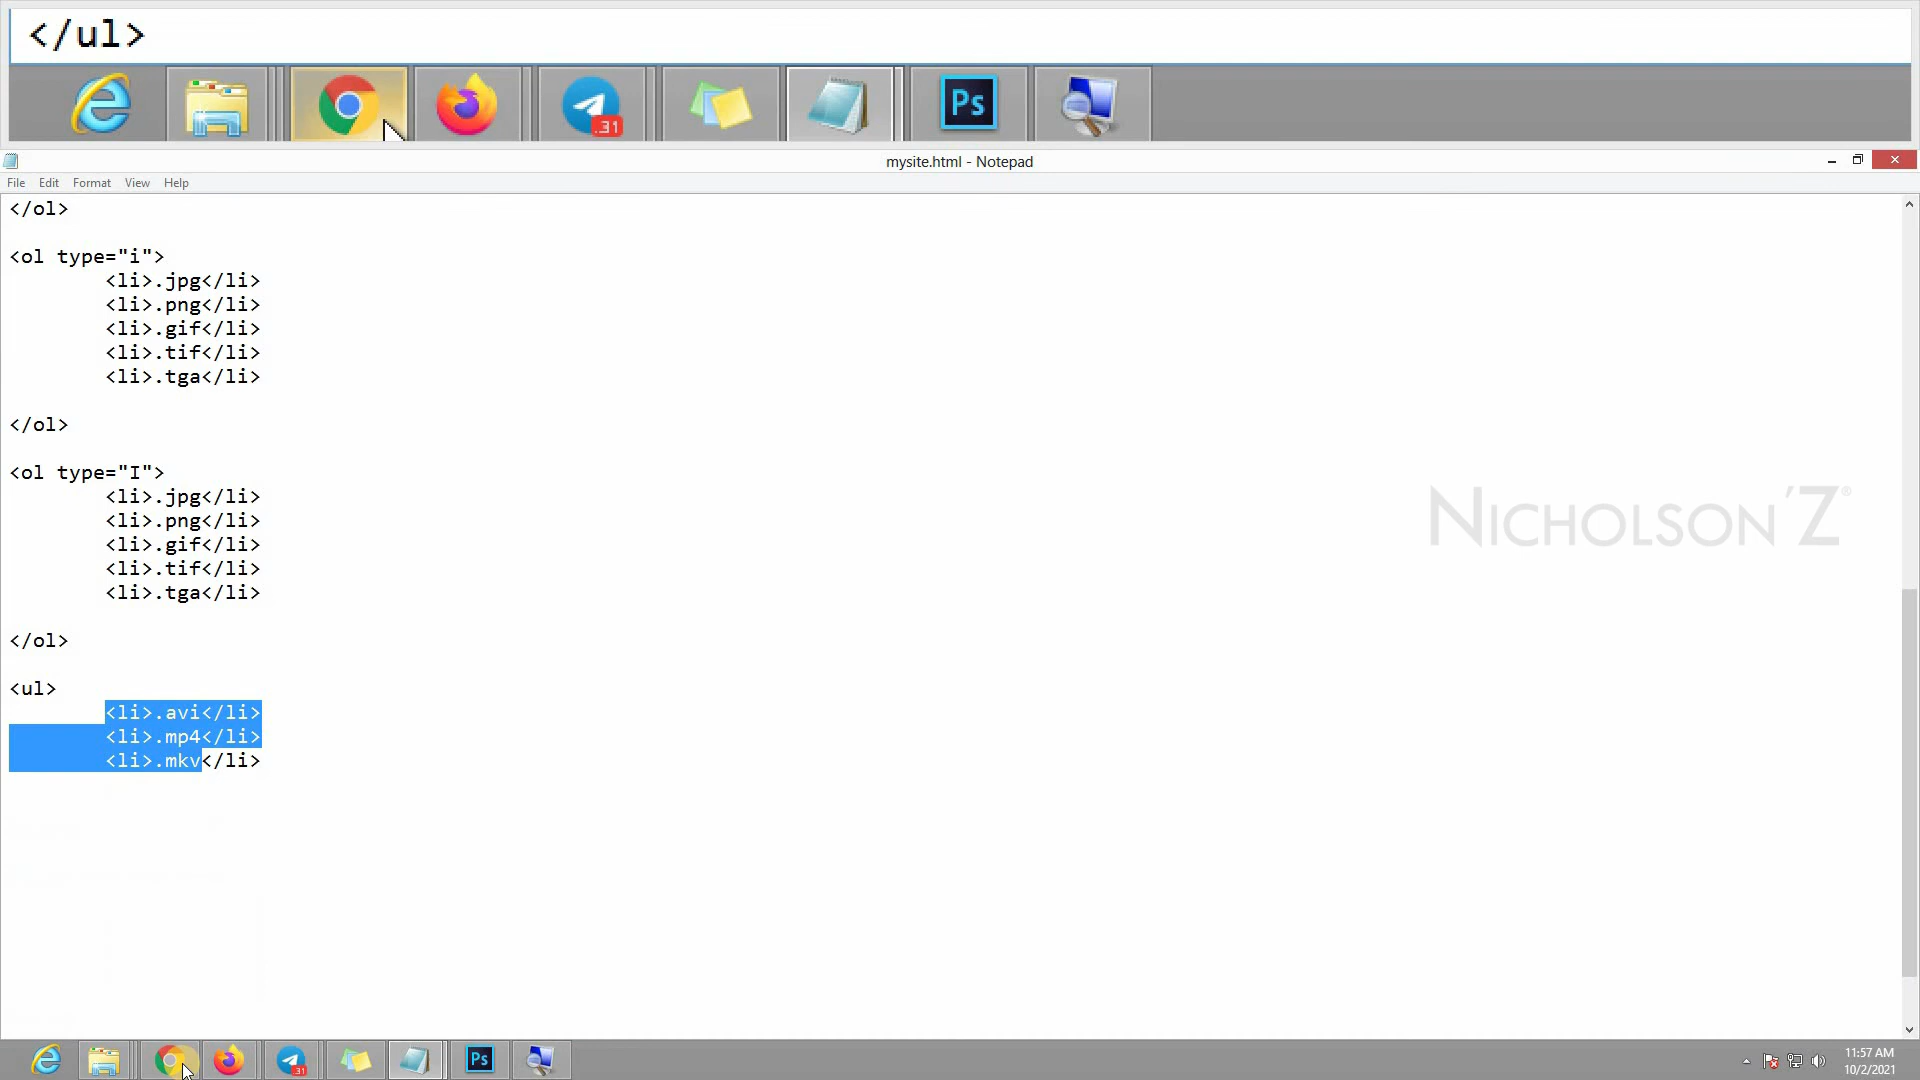 </ul>
.31
Ps
mysite.html - Notepad
File Edit Format View Help
</ol>
<ol type="i">
<li>.jpg</li>
<li>.png</li>
<li>.gif</li>
<li>.tif</li>
<li>.tga</li>
</ol>
<ol type="I">
<li>.jpg</li>
<li>.png</li>
<li>.gif</li>
<li>.tif</li>
<li>.tga</li>
</ol>
<ul>
<li>.avi</li>
<li>.mp4</li>
<li>.mkv</li>
NICHOLSON'Z®
.31
Ps
11:57 AM
10/2/2021